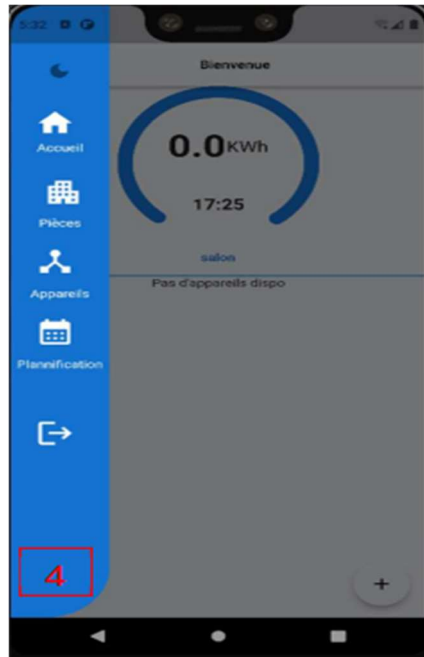 5:32
Bienvenue
Accueil
0.0KWh
Pièces
17:25
salon
Appareils
Pas d'appareils dispo
Plannification
4
+